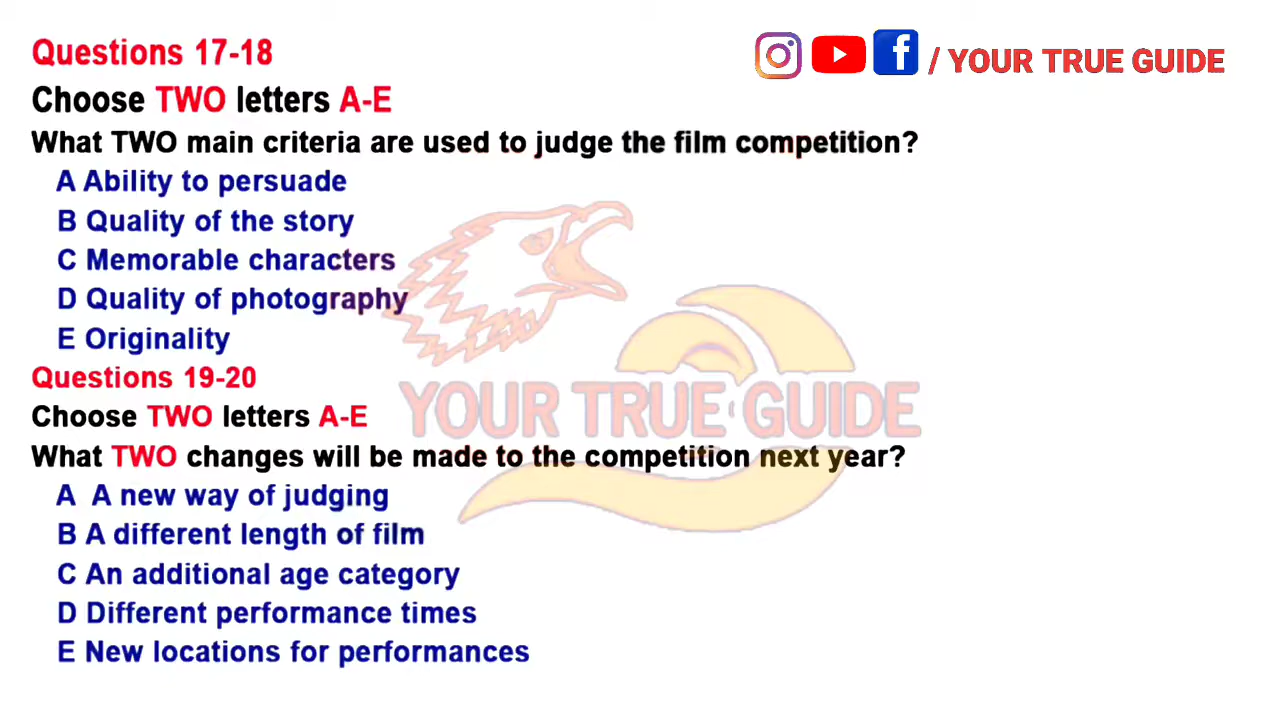 Questions 17-18
/ YOUR TRUE GUIDE
Choose TWO letters A-E
What TWO main criteria are used to judge the film competition?
A Ability to persuade
B Quality of the story
C Memorable characters
D Quality of photography
E Originality
Questions 19-20
YOUR TRUE GUIDE
Choose TWO letters A-E
What TWO changes will be made to the competition next year?
A A new way of judging
B A different length of film
C An additional age category
D Different performance times
E New locations for performances